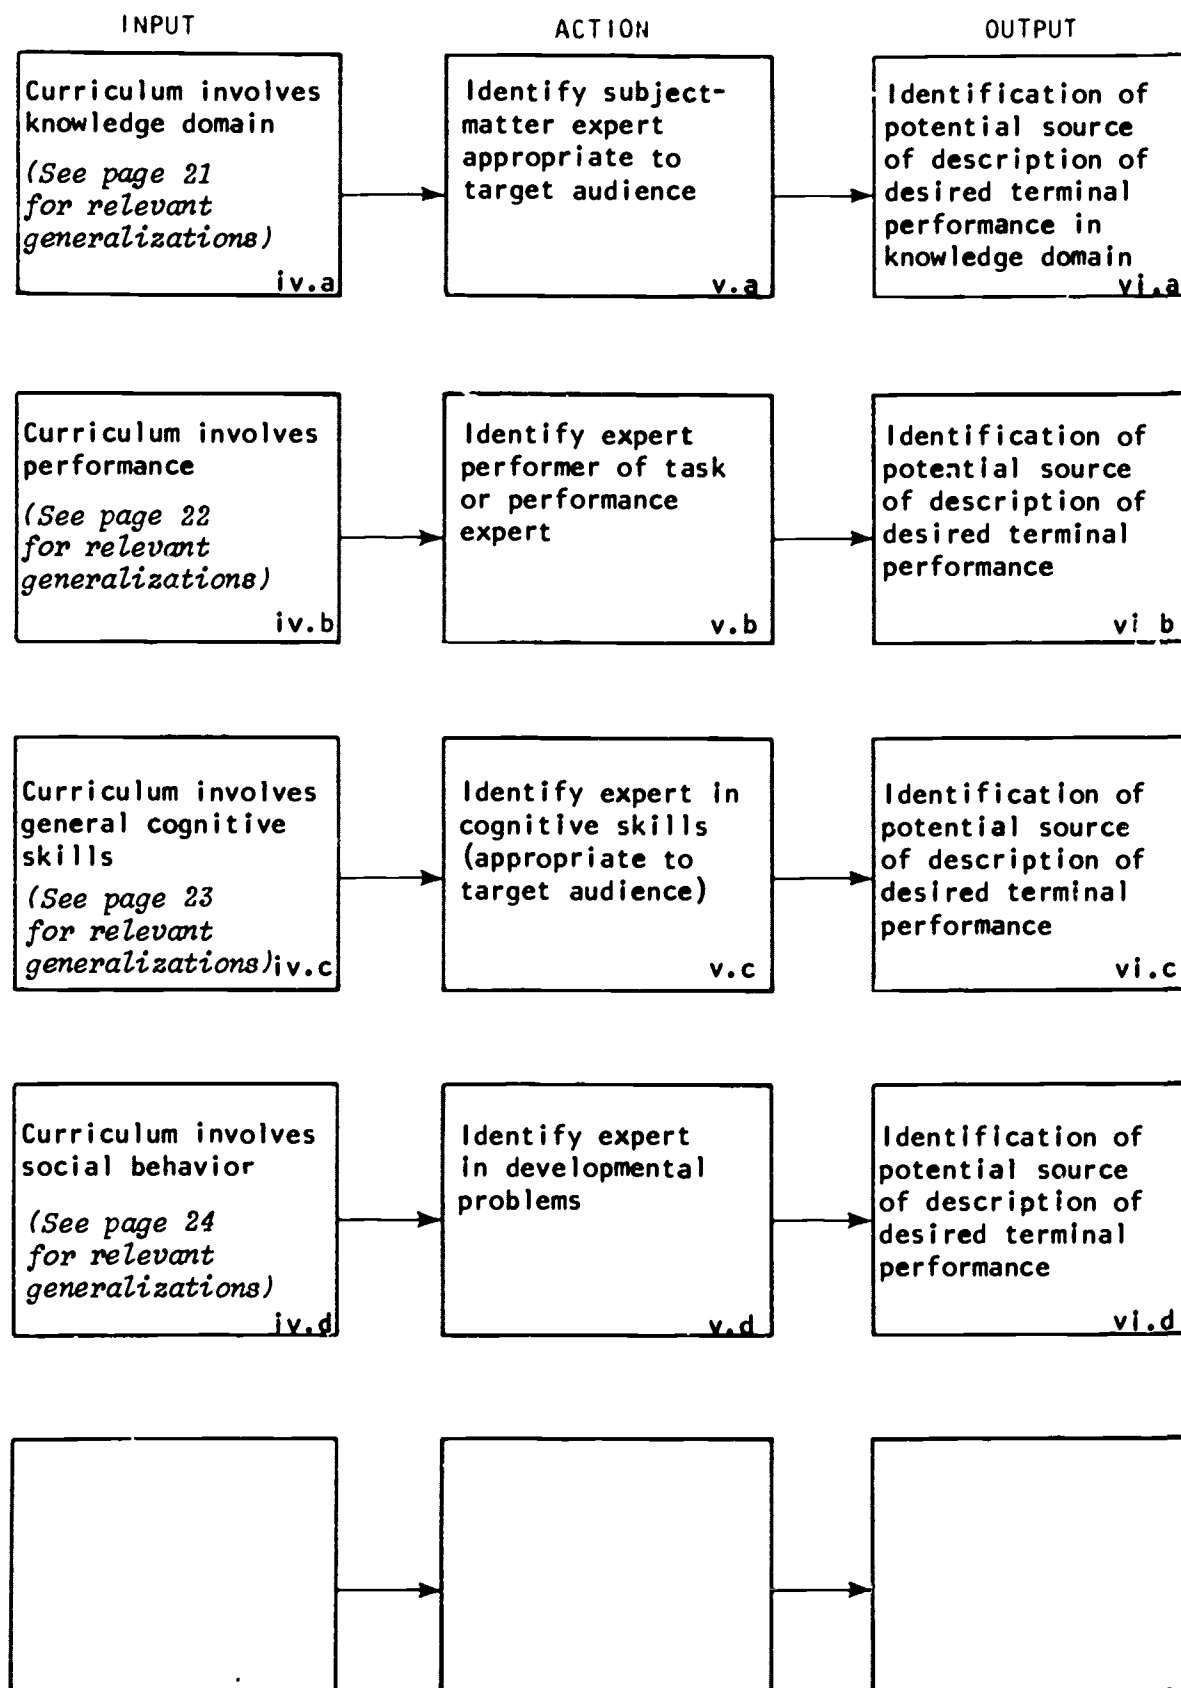 INPUT
ACTION
OUTPUT
Curriculum involves
knowledge domain
(See page 21
for relevant
generalizations)
iv.a
Identify subject-
matter expert
appropriate to
target audience
v.a
Identification of
potential source
of description of
desired terminal
performance in
knowledge domain
vi.a
Curriculum involves
performance
(See page 22
for relevant
generalizations)
iv.b
Identify expert
performer of task
or performance
expert
v.b
Identification of
potential source
of description of
desired terminal
performance
vi b
Curriculum involves
general cognitive
skills
(See page 23
for relevant
generalizations)iv.c
Identify expert in
cognitive skills
(appropriate to
target audience)
v.c
Identification of
potential source
of description of
desired terminal
performance
vi.c
Curriculum involves
social behavior
(See page 24
for relevant
generalizations)
iv.d
Identify expert
in developmental
problems
v.d
Identification of
potential source
of description of
desired terminal
performance
vi.d